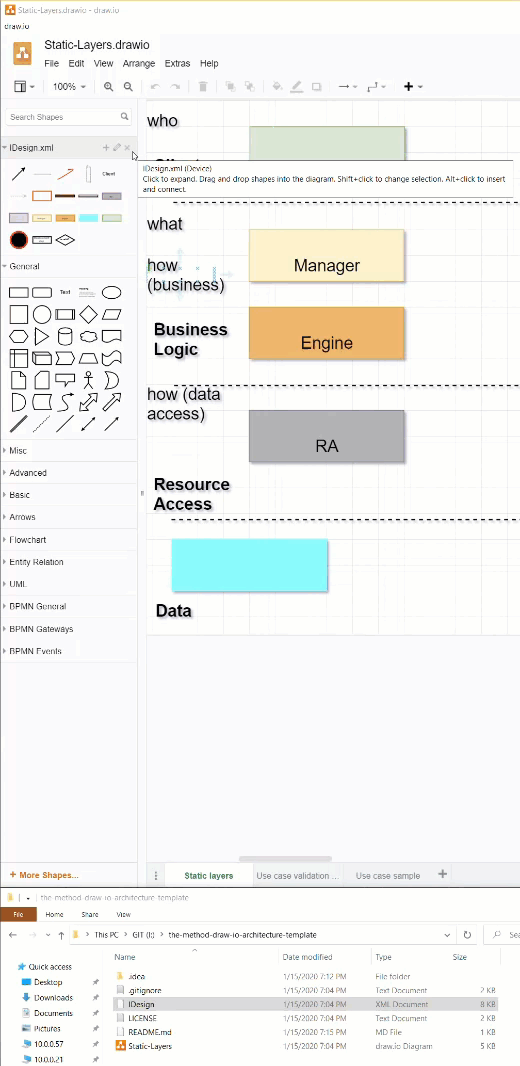 Static-Layers.drawio - draw.io
draw.io
Static-Layers.drawio
File Edit View Arrange Extras Help
100%
Search Shapes
IDesign.xml
Client
IDesign.xml (Device)
Click to expand. Drag and drop shapes into the diagram. Shift+click to change selection. Alt+click to insert
and connect.
General
Text
Misc
Advanced
Basic
Arrows
Flowchart
Entity Relation
UML
BPMN General
BPMN Gateways
BPMN Events
+ More Shapes...
who
what
Manager
how
(business)
Business
Logic
Engine
how (data
access)
RA
Resource
Access
Data
Static layers Use case validation ... Use case sample
the-method-draw-io-architecture-template
File Home Share View
This PC GIT (I:) the-method-draw-io-architecture-template
Name Date modified Type Size
Quick access
Desktop
Downloads
Documents
Pictures
10.0.0.57
10.0.0.21
.idea 1/15/2020 7:12 PM File folder
.gitignore 1/15/2020 7:04 PM Text Document 2 KB
IDesign 1/15/2020 7:04 PM XML Document 8 KB
LICENSE 1/15/2020 7:04 PM Text Document 2 KB
README.md 1/15/2020 7:15 PM MD File 1 KB
Static-Layers 1/15/2020 7:04 PM draw.io Diagram 5 KB